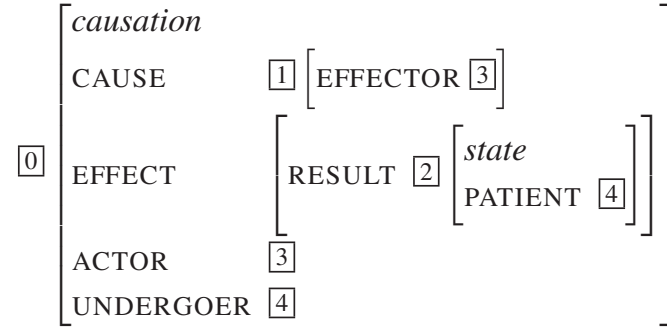 causation
CAUSE 1 [EFFECTOR 3]
0 EFFECT [RESULT 2 [state
PATIENT 4]]
ACTOR 3
UNDERGOER 4